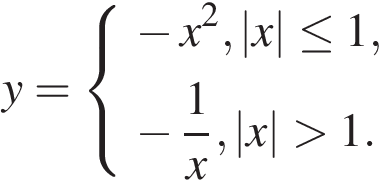 y = { − x², |x| ≤ 1,
− 1/x, |x| > 1.